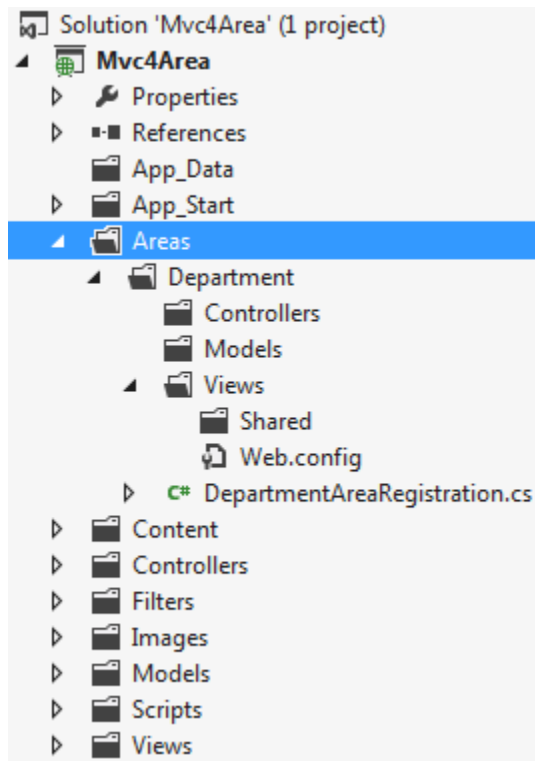 Solution 'Mvc4Area' (1 project)
Mvc4Area
Properties
References
App_Data
App_Start
Areas
Department
Controllers
Models
Views
Shared
Web.config
C# DepartmentAreaRegistration.cs
Content
Controllers
Filters
Images
Models
Scripts
Views